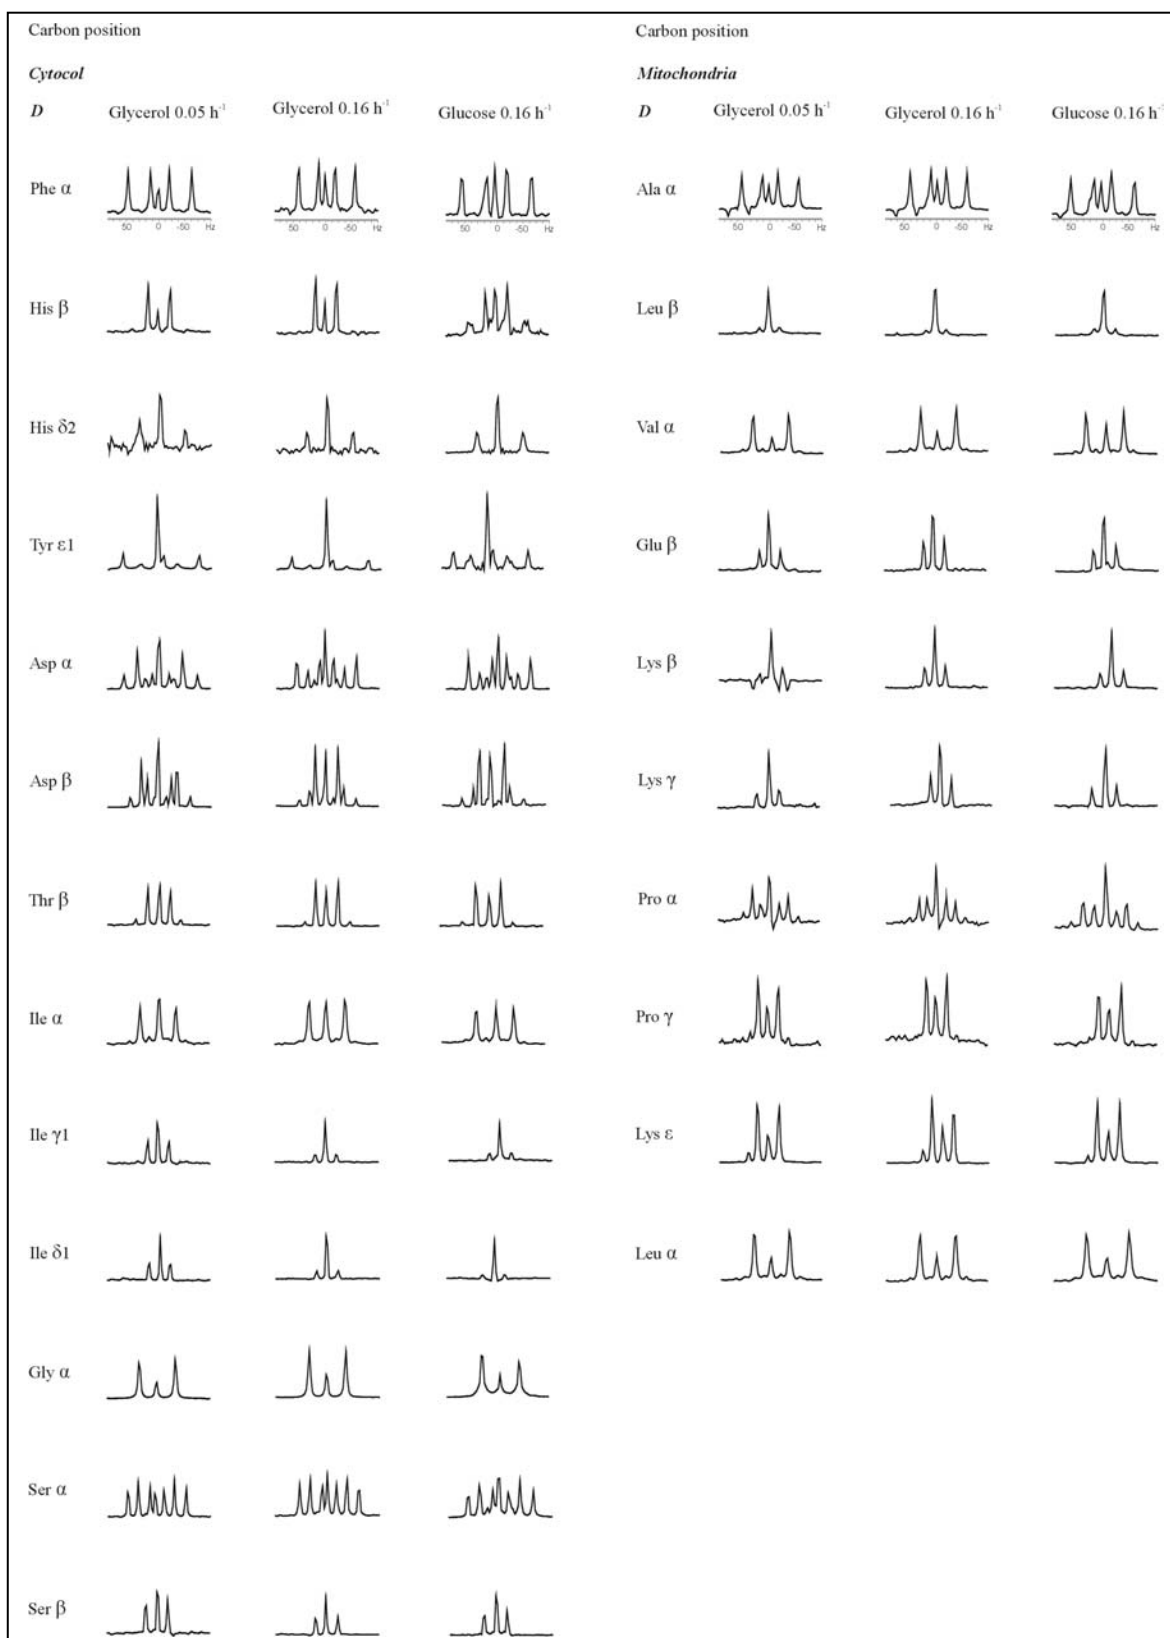 Carbon position Carbon position
Cytocol Mitochondria
D Glycerol 0.05 h⁻¹ Glycerol 0.16 h⁻¹ Glucose 0.16 h⁻¹ D Glycerol 0.05 h⁻¹ Glycerol 0.16 h⁻¹ Glucose 0.16 h⁻¹
Phe α Ala α
50 0 -50 Hz 50 0 -50 Hz 50 0 -50 Hz 50 0 -50 Hz 50 0 -50 Hz 50 0 -50 Hz
His β Leu β
His δ2 Val α
Tyr ε1 Glu β
Asp α Lys β
Asp β Lys γ
Thr β Pro α
Ile α Pro γ
Ile γ1 Lys ε
Ile δ1 Leu α
Gly α
Ser α
Ser β